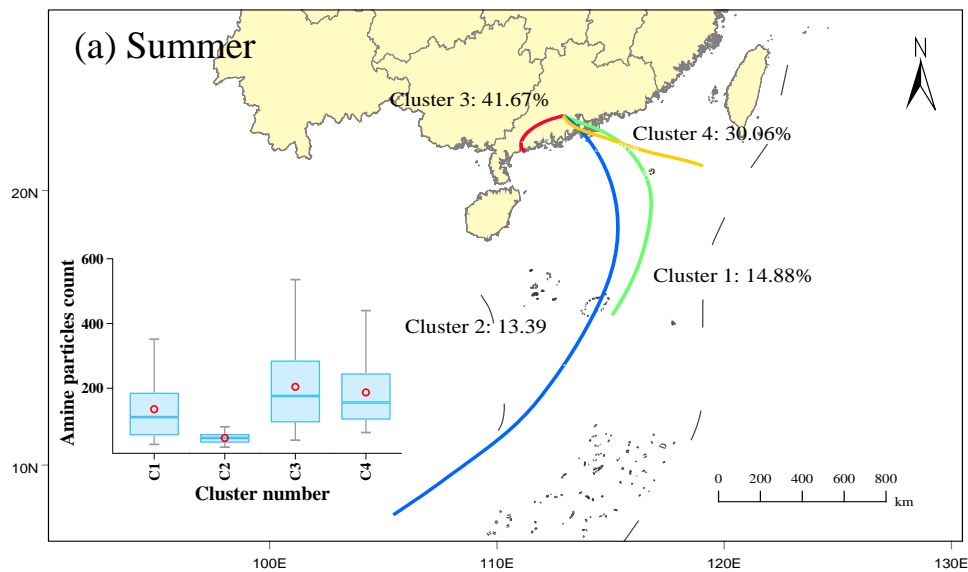 (a) Summer
N
Cluster 3: 41.67%
Cluster 4: 30.06%
20N
Cluster 1: 14.88%
Cluster 2: 13.39
600
400
200
Amine particles count
C1 C2 C3 C4
Cluster number
10N
0 200 400 600 800
km
100E 110E 120E 130E